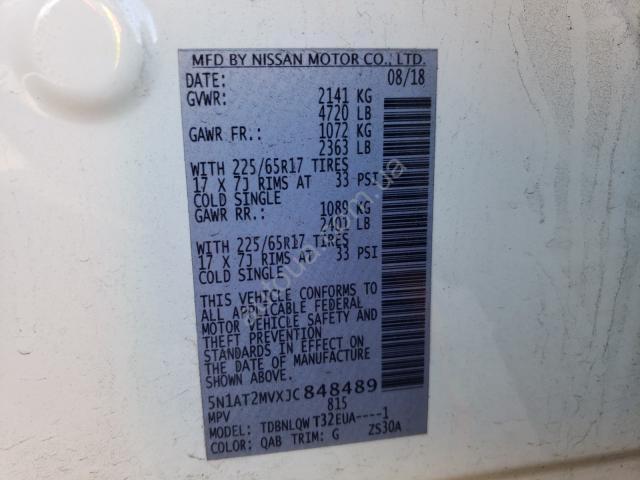 MFD BY NISSAN MOTOR CO., LTD.
DATE: 08/18
GVWR: 2141 KG
4720 LB
GAWR FR.: 1072 KG
2363 LB
WITH 225/65R17 TIRES
17 X 7J RIMS AT 33 PSI
COLD SINGLE
GAWR RR.: 1089 KG
2401 LB
WITH 225/65R17 TIRES
17 X 7J RIMS AT 33 PSI
COLD SINGLE
THIS VEHICLE CONFORMS TO
ALL APPLICABLE FEDERAL
MOTOR VEHICLE SAFETY AND
THEFT PREVENTION
STANDARDS IN EFFECT ON
THE DATE OF MANUFACTURE
SHOWN ABOVE.
5N1AT2MVXJC848489
MPV 815
MODEL: TDBNLQW T32EUA----1
COLOR: QAB TRIM: G ZS30A